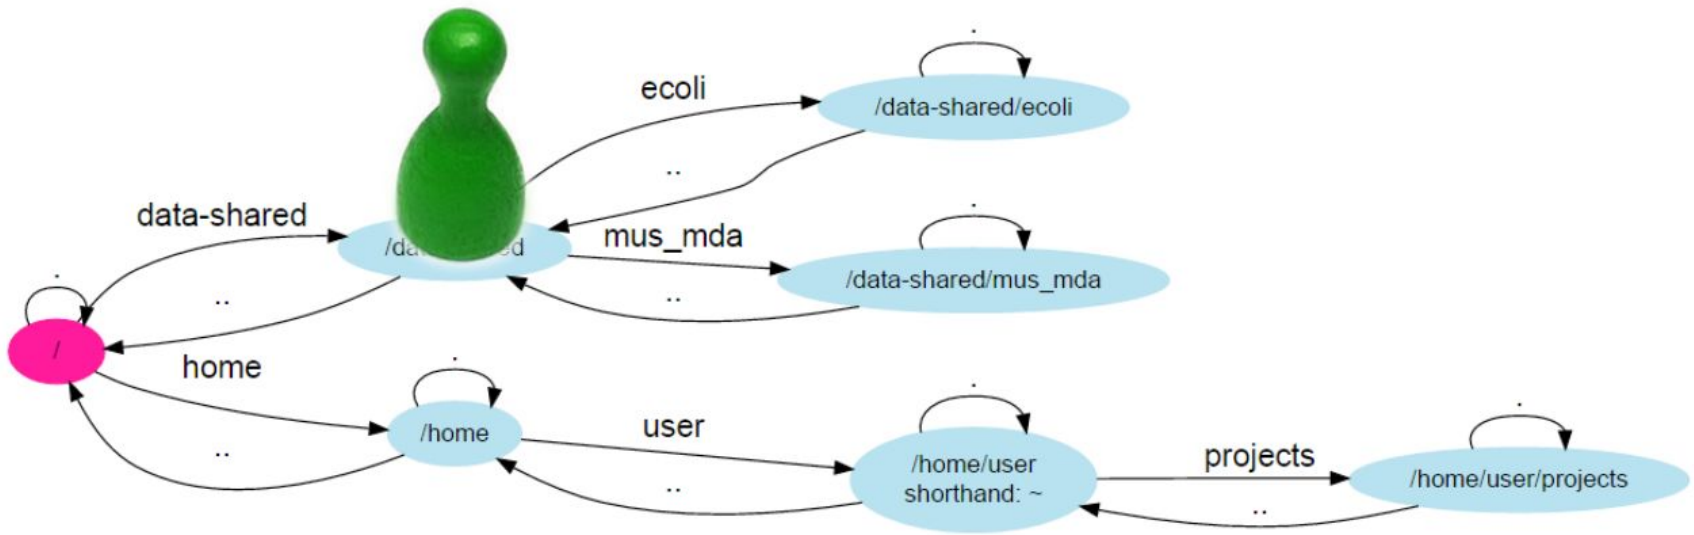 .
ecoli
/data-shared/ecoli
..
data-shared
.
mus_mda
/data-shared/mus_mda
..
.
..
/
home
.
/home
user
.
/home/user
shorthand: ~
projects
.
/home/user/projects
..
..
..